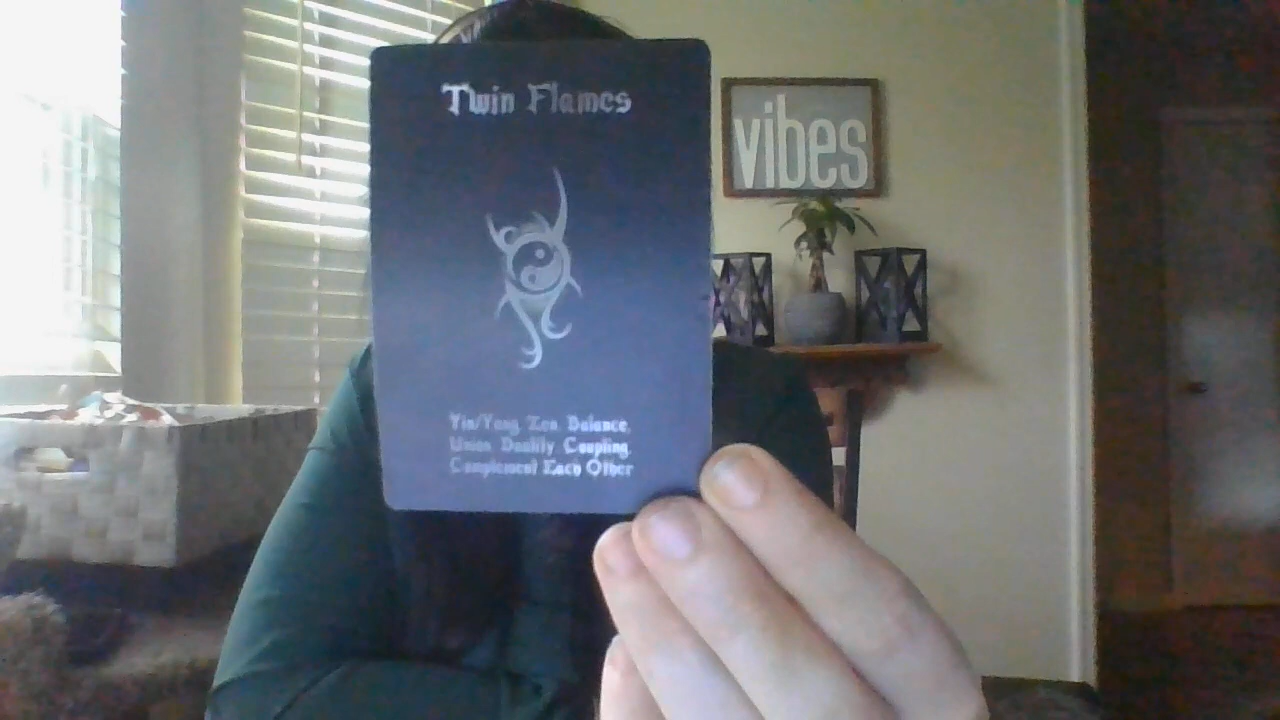 Twin Flames
vibes
Yin/Yang, Zen, Balance,
Union, Duality, Coupling,
Complement Each Other